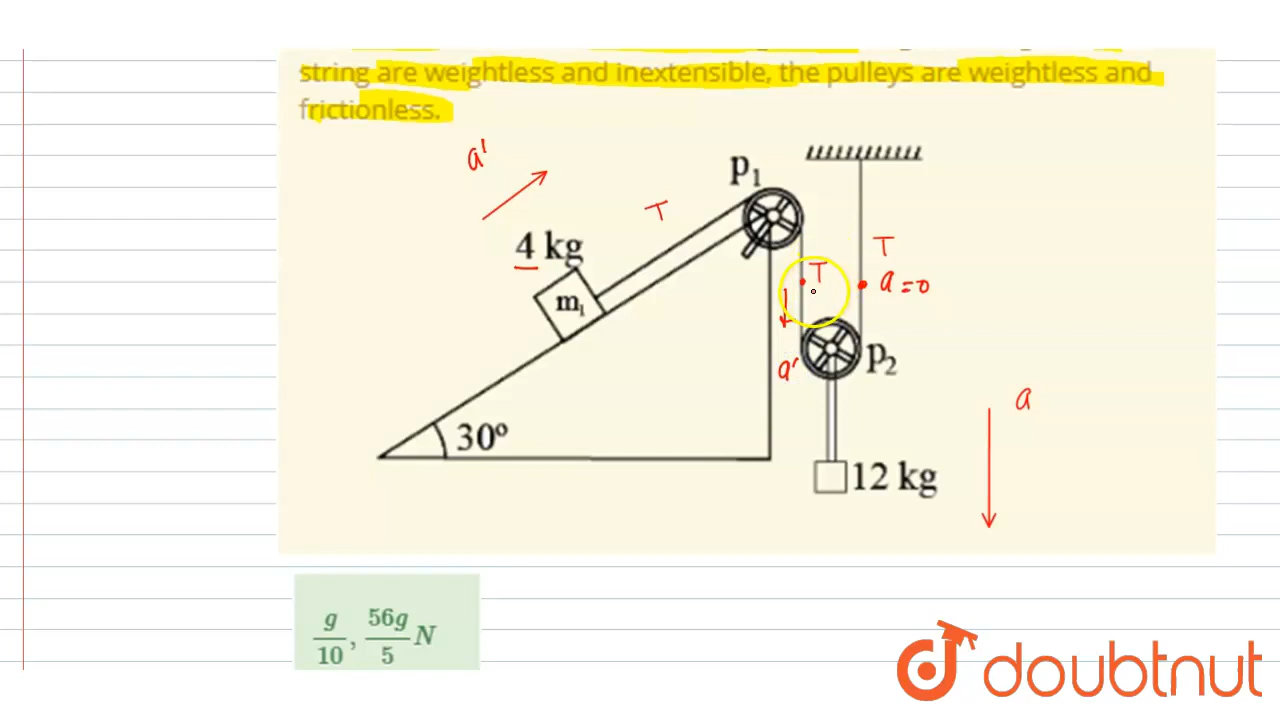 string are weightless and inextensible, the pulleys are weightless and
frictionless.
a'
p₁
T
4 kg
T
T
m₁
a = 0
a'
p₂
a
30º
12 kg
g/10, 56g/5 N
doubtnut